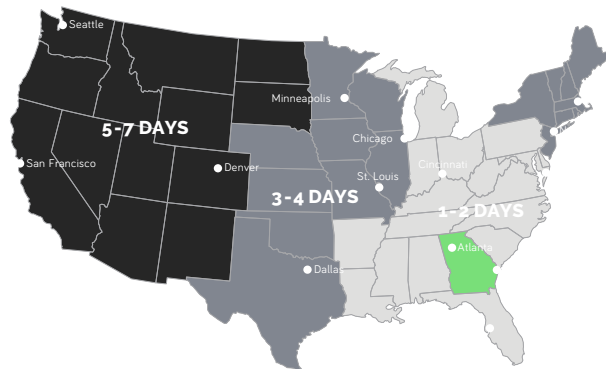 Seattle
Minneapolis
5-7 DAYS
Chicago
San Francisco
Denver
Cincinnati
St. Louis
3-4 DAYS
1-2 DAYS
Atlanta
Dallas